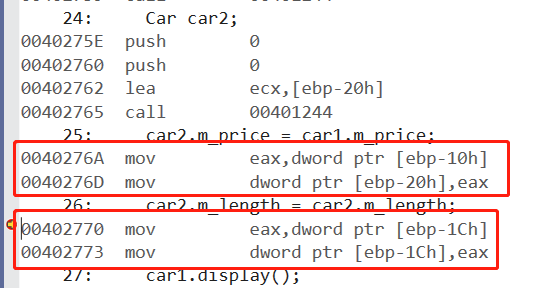 24:     Car car2;
0040275E   push        0
00402760   push        0
00402762   lea         ecx,[ebp-20h]
00402765   call        00401244
25:     car2.m_price = car1.m_price;
0040276A   mov         eax,dword ptr [ebp-10h]
0040276D   mov         dword ptr [ebp-20h],eax
26:     car2.m_length = car2.m_length;
00402770   mov         eax,dword ptr [ebp-1Ch]
00402773   mov         dword ptr [ebp-1Ch],eax
27:     car1.display();